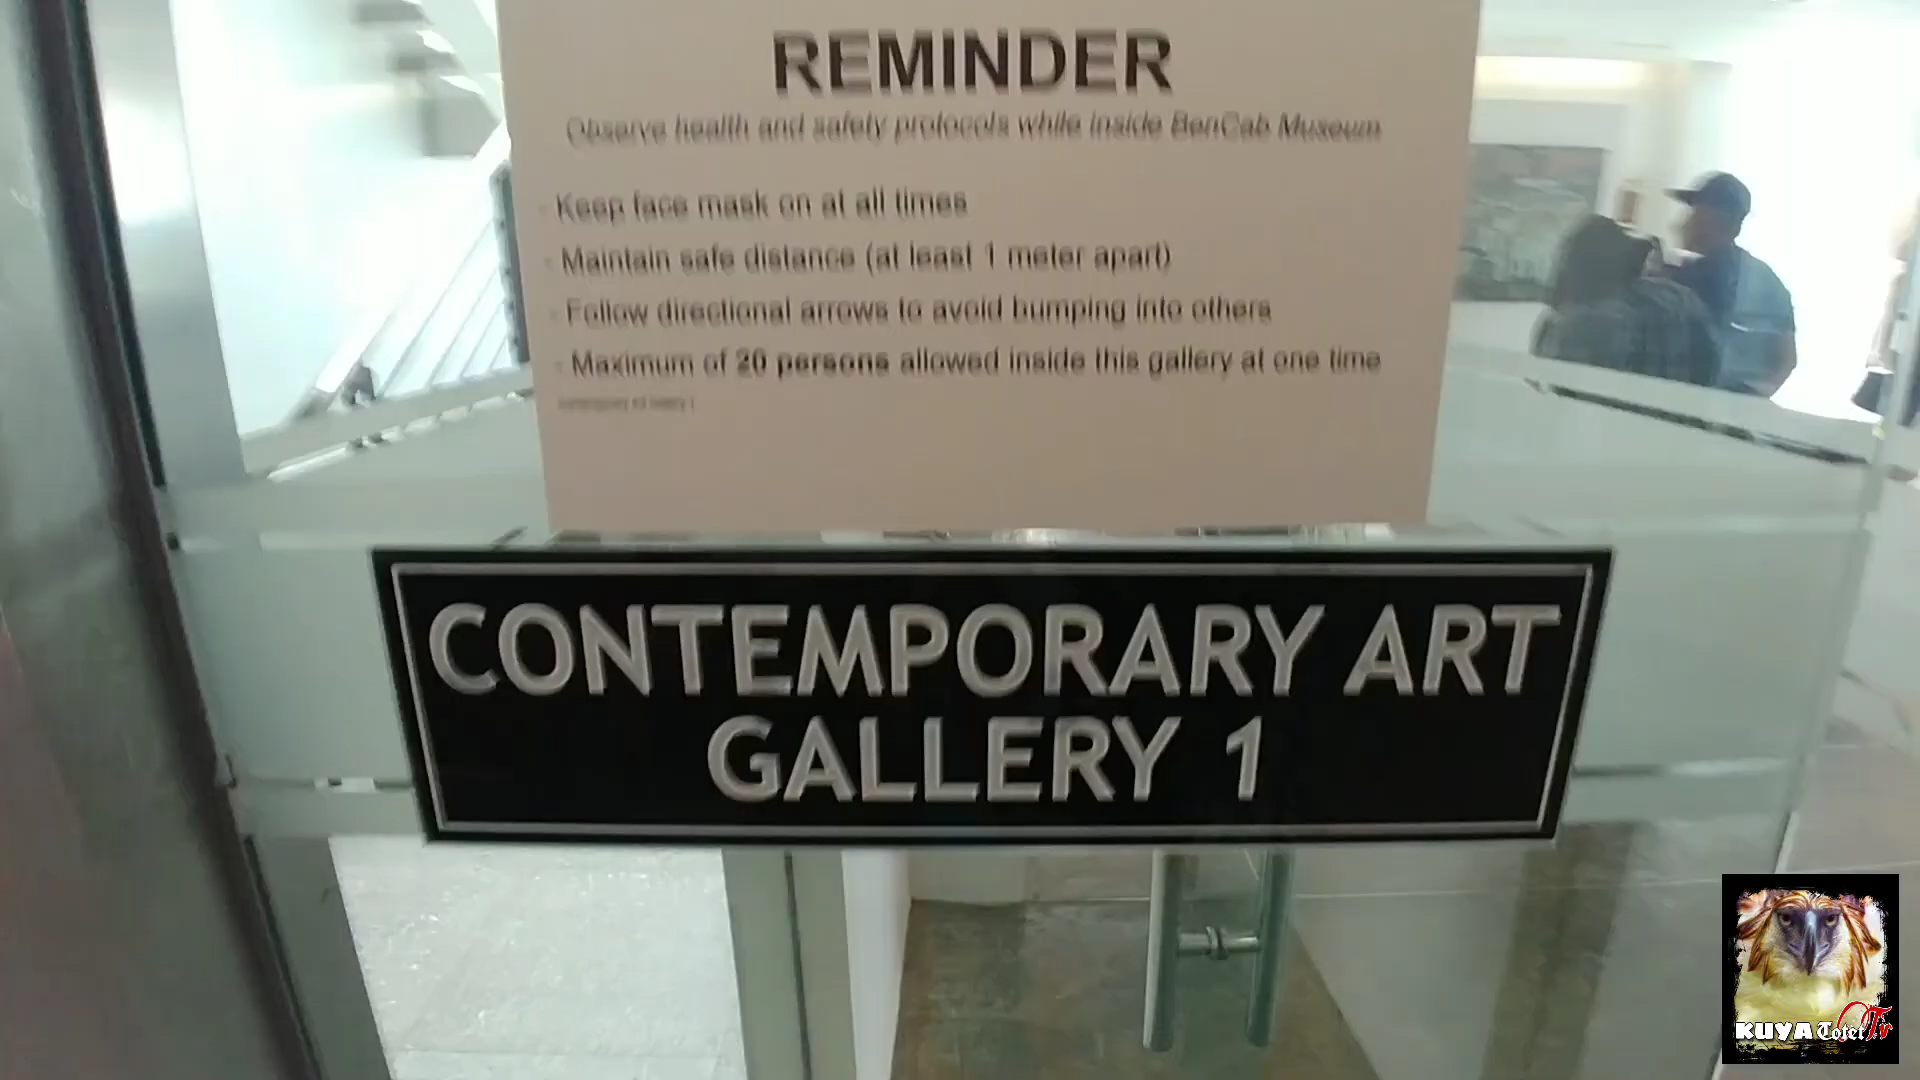 REMINDER
Observe health and safety protocols while inside BenCab Museum
- Keep face mask on at all times
- Maintain safe distance (at least 1 meter apart)
- Follow directional arrows to avoid bumping into others
- Maximum of 20 persons allowed inside this gallery at one time
CONTEMPORARY ART
GALLERY 1
KUYA Totet Tv